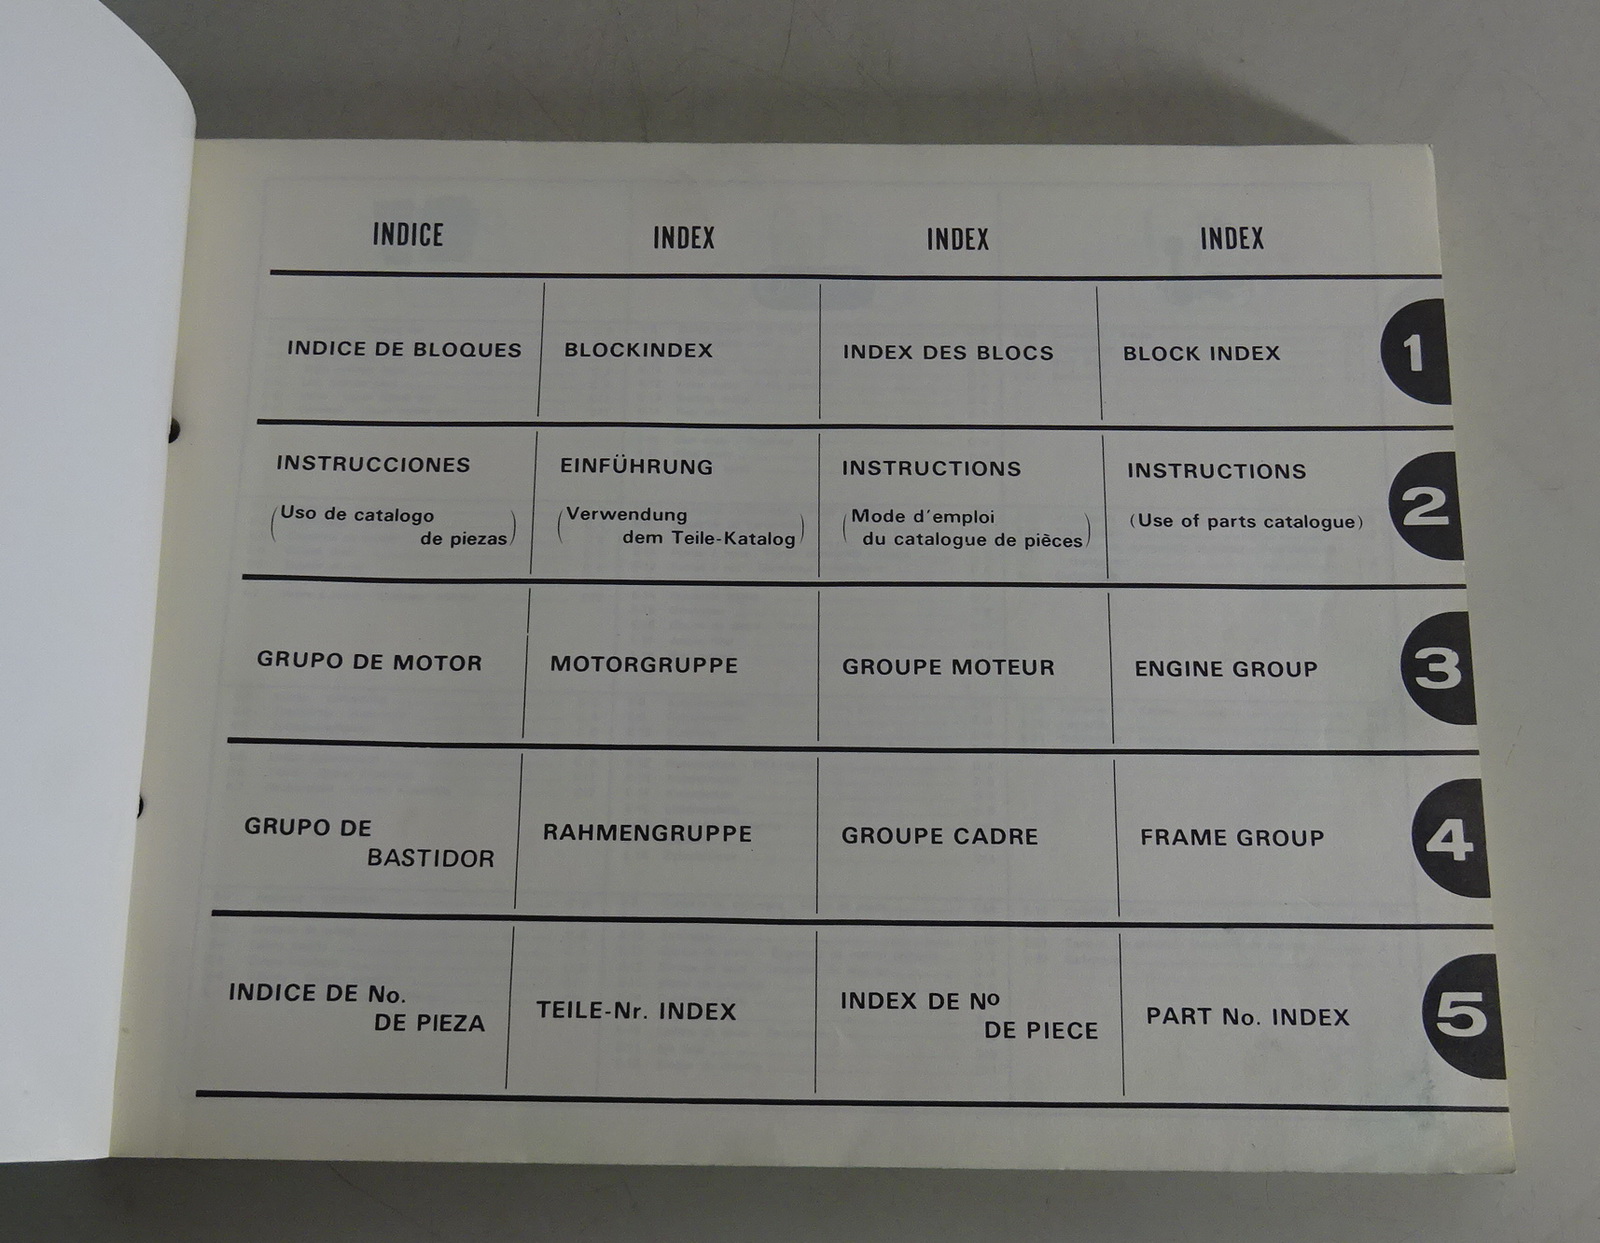 INDICE INDEX INDEX INDEX
INDICE DE BLOQUES BLOCKINDEX INDEX DES BLOCS BLOCK INDEX 1
INSTRUCCIONES EINFÜHRUNG INSTRUCTIONS INSTRUCTIONS 2
(Uso de catalogo (Verwendung (Mode d'emploi (Use of parts catalogue)
de piezas) dem Teile-Katalog) du catalogue de pièces)
GRUPO DE MOTOR MOTORGRUPPE GROUPE MOTEUR ENGINE GROUP 3
GRUPO DE RAHMENGRUPPE GROUPE CADRE FRAME GROUP 4
BASTIDOR
INDICE DE No. TEILE-Nr. INDEX INDEX DE Nº PART No. INDEX 5
DE PIEZA DE PIECE